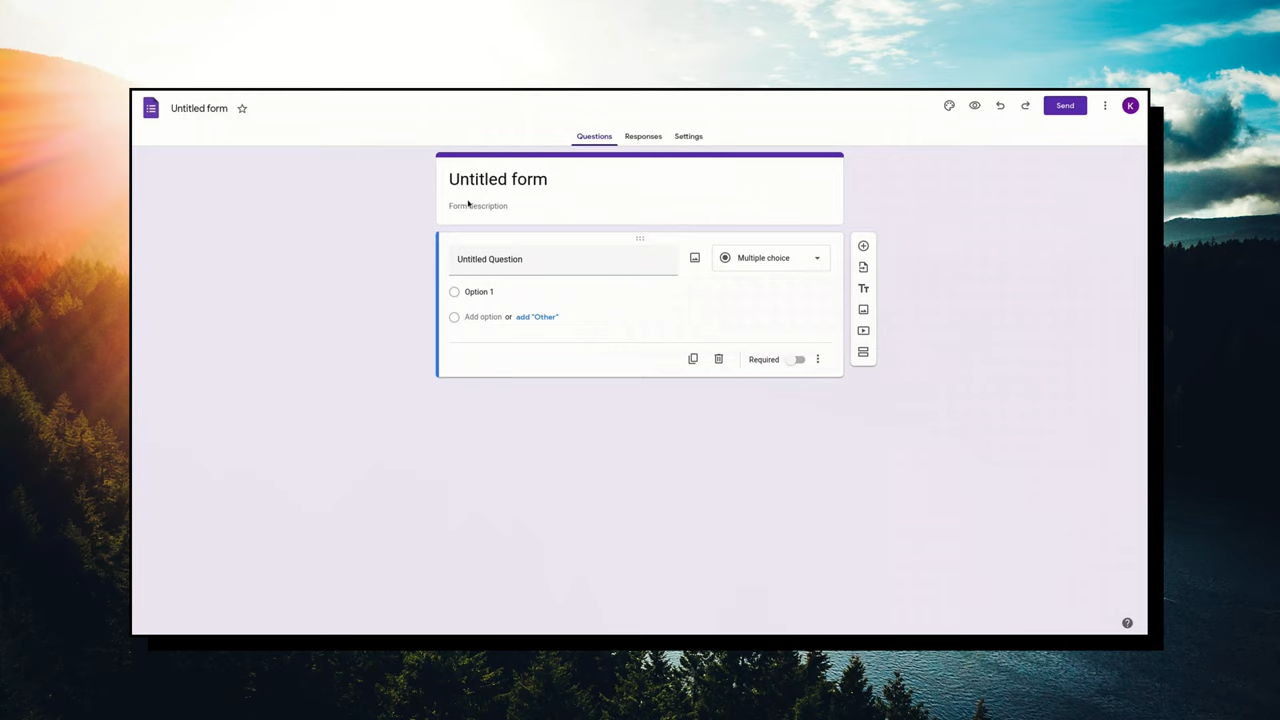 Untitled form
Send
K
Questions Responses Settings
Untitled form
Form description
Untitled Question
Multiple choice
Option 1
Add option or add "Other"
Required